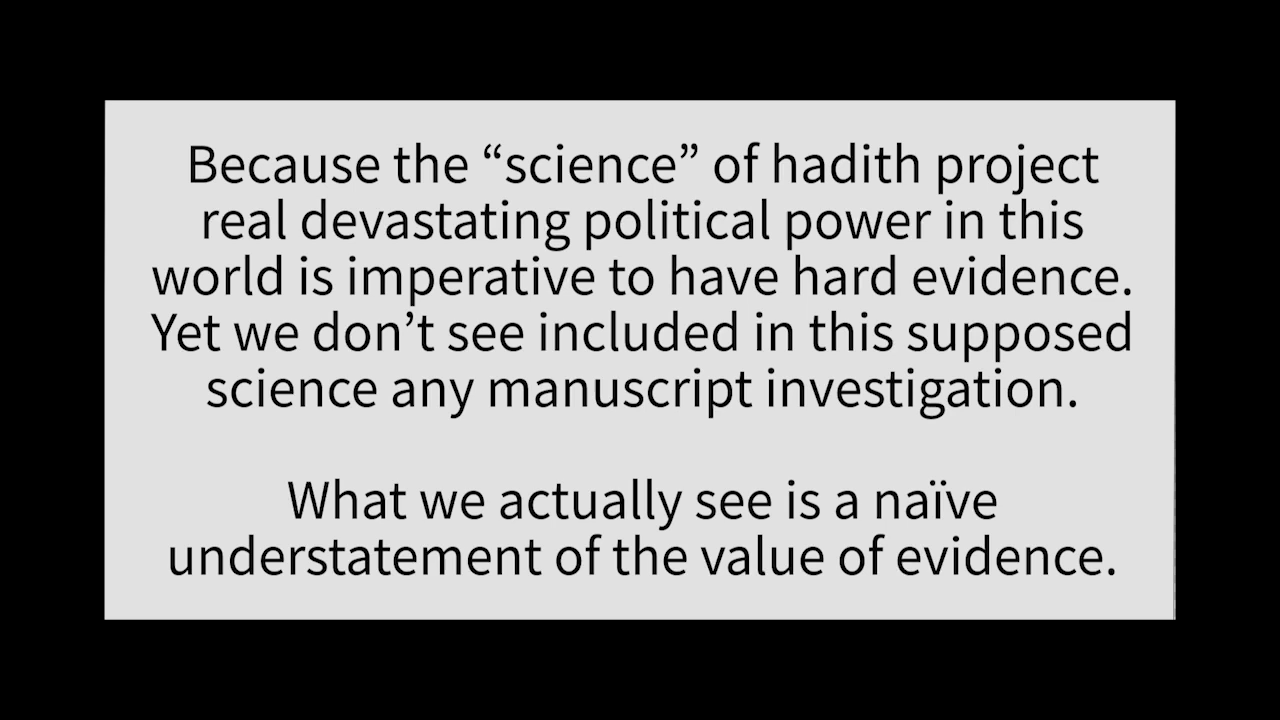 Because the “science” of hadith project
real devastating political power in this
world is imperative to have hard evidence.
Yet we don’t see included in this supposed
science any manuscript investigation.
What we actually see is a naïve
understatement of the value of evidence.